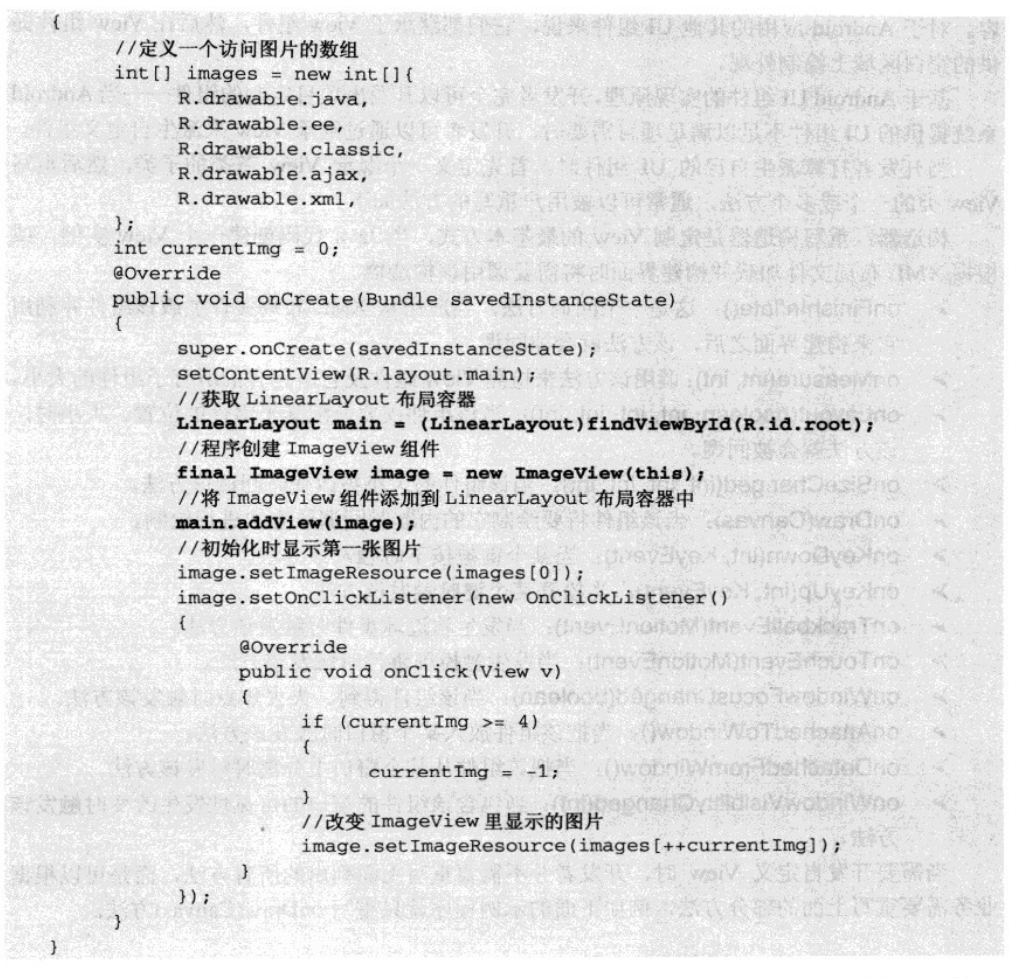 {
//定义一个访问图片的数组
int[] images = new int[]{
R.drawable.java,
R.drawable.ee,
R.drawable.classic,
R.drawable.ajax,
R.drawable.xml,
};
int currentImg = 0;
@Override
public void onCreate(Bundle savedInstanceState)
{
super.onCreate(savedInstanceState);
setContentView(R.layout.main);
//获取 LinearLayout 布局容器
LinearLayout main = (LinearLayout)findViewById(R.id.root);
//程序创建 ImageView 组件
final ImageView image = new ImageView(this);
//将 ImageView 组件添加到 LinearLayout 布局容器中
main.addView(image);
//初始化时显示第一张图片
image.setImageResource(images[0]);
image.setOnClickListener(new OnClickListener()
{
@Override
public void onClick(View v)
{
if (currentImg >= 4)
{
currentImg = -1;
}
//改变 ImageView 里显示的图片
image.setImageResource(images[++currentImg]);
}
});
}
}